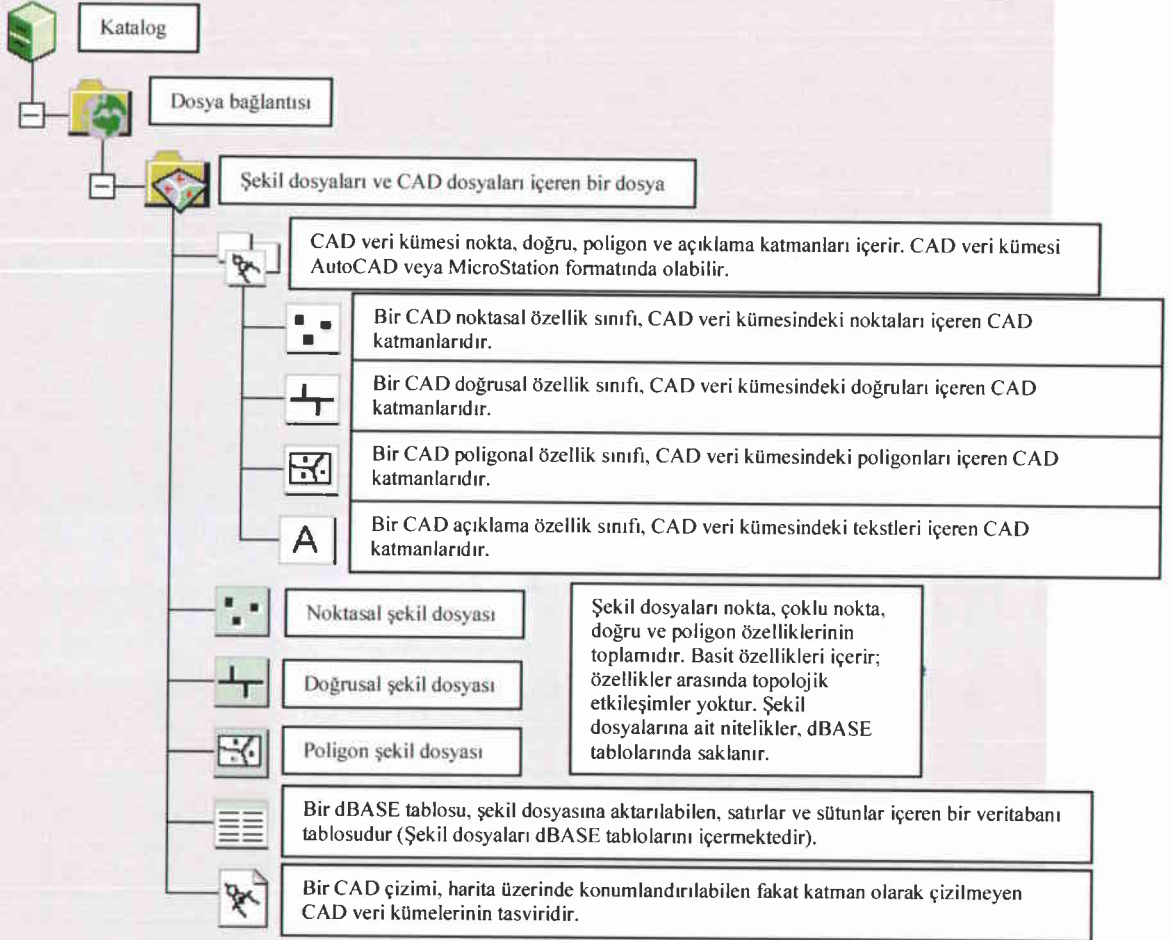 Katalog
Dosya bağlantısı
Şekil dosyaları ve CAD dosyaları içeren bir dosya
CAD veri kümesi nokta, doğru, poligon ve açıklama katmanları içerir. CAD veri kümesi
AutoCAD veya MicroStation formatında olabilir.
Bir CAD noktasal özellik sınıfı, CAD veri kümesindeki noktaları içeren CAD
katmanlarıdır.
Bir CAD doğrusal özellik sınıfı, CAD veri kümesindeki doğruları içeren CAD
katmanlarıdır.
Bir CAD poligonal özellik sınıfı, CAD veri kümesindeki poligonları içeren CAD
katmanlarıdır.
A
Bir CAD açıklama özellik sınıfı, CAD veri kümesindeki tekstleri içeren CAD
katmanlarıdır.
Noktasal şekil dosyası
Doğrusal şekil dosyası
Poligon şekil dosyası
Şekil dosyaları nokta, çoklu nokta,
doğru ve poligon özelliklerinin
toplamıdır. Basit özellikleri içerir;
özellikler arasında topolojik
etkileşimler yoktur. Şekil
dosyalarına ait nitelikler, dBASE
tablolarında saklanır.
Bir dBASE tablosu, şekil dosyasına aktarılabilen, satırlar ve sütunlar içeren bir veritabanı
tablosudur (Şekil dosyaları dBASE tablolarını içermektedir).
Bir CAD çizimi, harita üzerinde konumlandırılabilen fakat katman olarak çizilmeyen
CAD veri kümelerinin tasviridir.